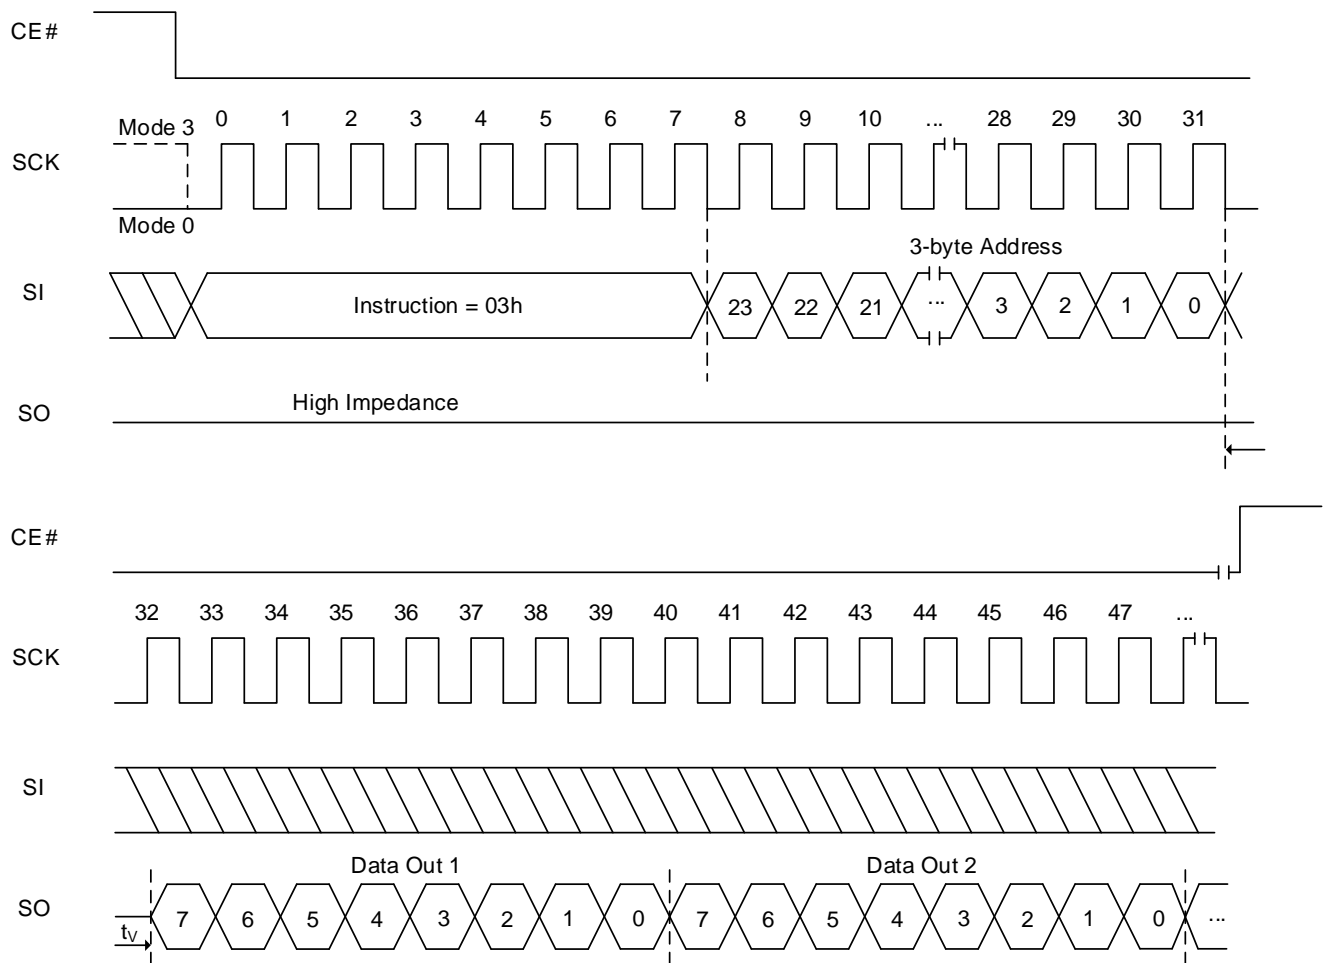 CE#
Mode 3 0 1 2 3 4 5 6 7 8 9 10 ... 28 29 30 31
SCK
Mode 0
3-byte Address
SI
Instruction = 03h 23 22 21 ... 3 2 1 0
High Impedance
SO
CE#
32 33 34 35 36 37 38 39 40 41 42 43 44 45 46 47 ...
SCK
SI
Data Out 1 Data Out 2
SO
7 6 5 4 3 2 1 0 7 6 5 4 3 2 1 0 ...
tV